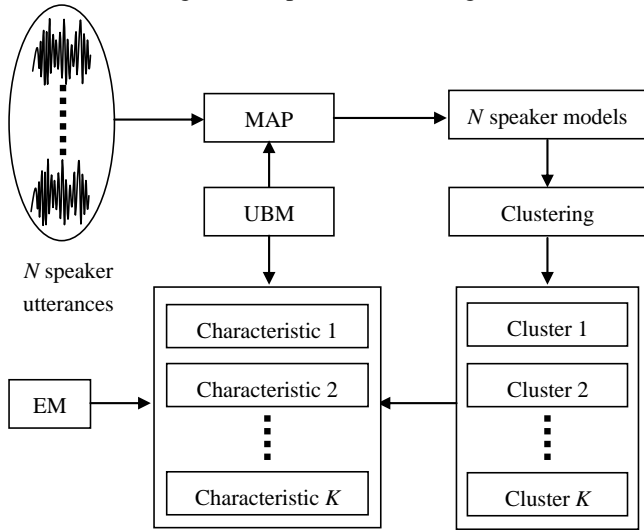 MAP
N speaker models
UBM
Clustering
N speaker
utterances
Characteristic 1
Cluster 1
EM
Characteristic 2
Cluster 2
Characteristic K
Cluster K